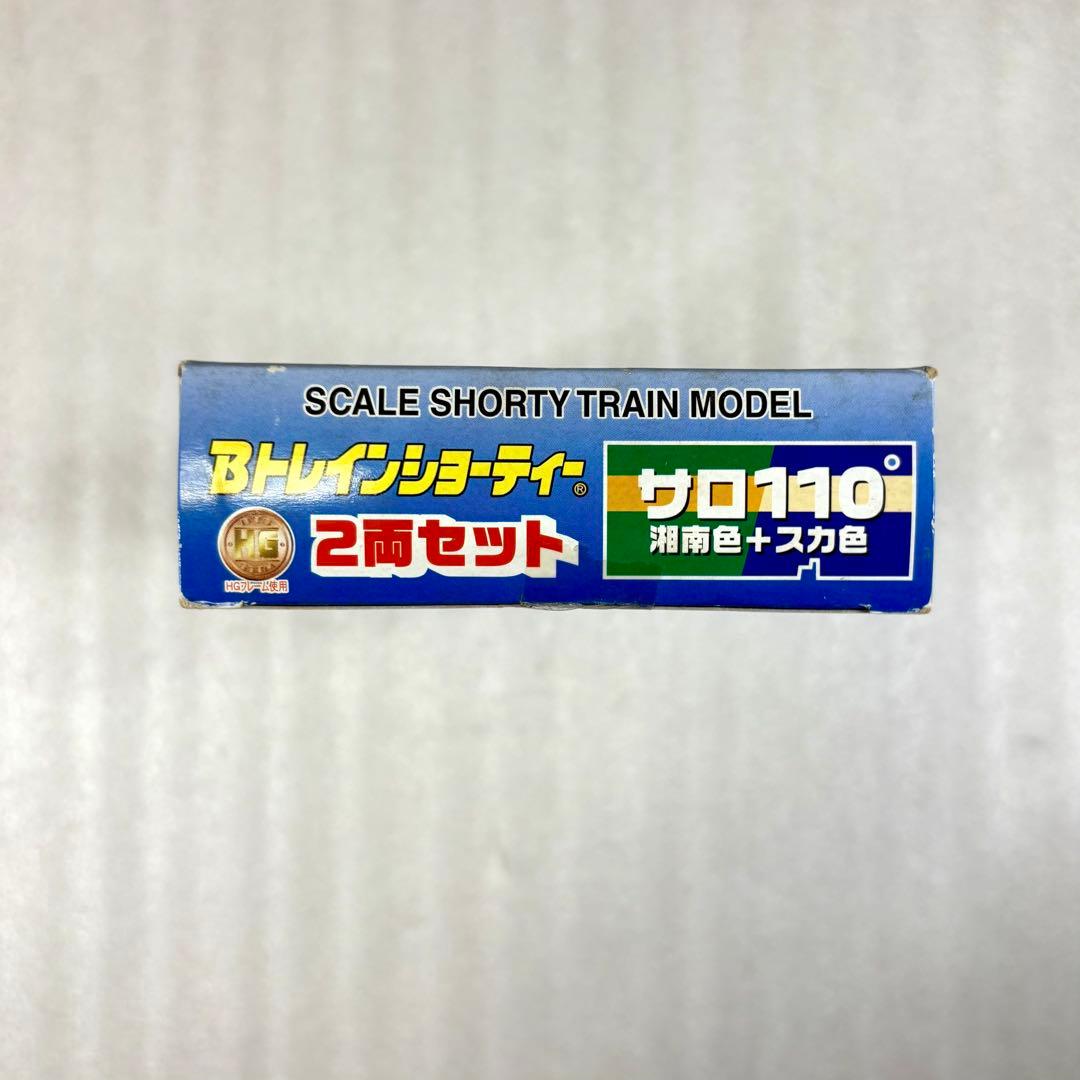 SCALE SHORTY TRAIN MODEL
Bトレインショーティー®
HG
HGフレーム使用
2両セット
サロ110
湘南色+スカ色